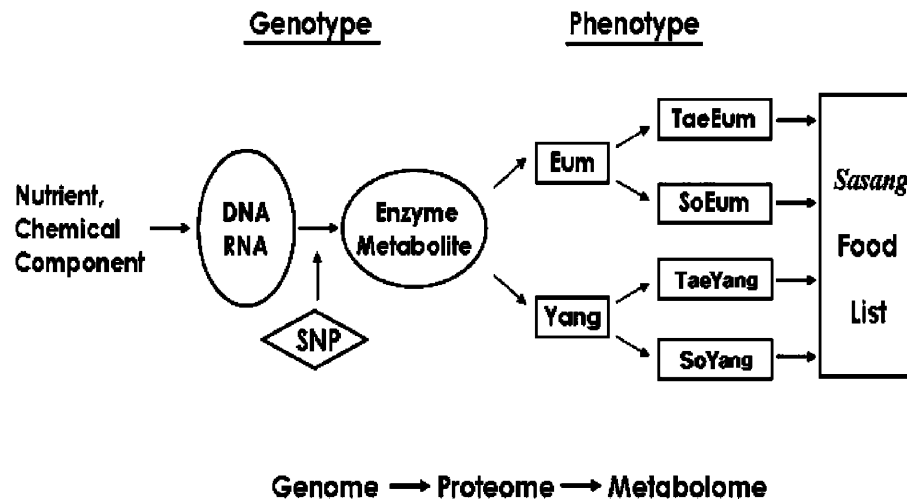 Genotype
Phenotype
Nutrient,
Chemical
Component
DNA
RNA
SNP
Enzyme
Metabolite
Eum
Yang
TaeEum
SoEum
TaeYang
SoYang
Sasang
Food
List
Genome → Proteome → Metabolome